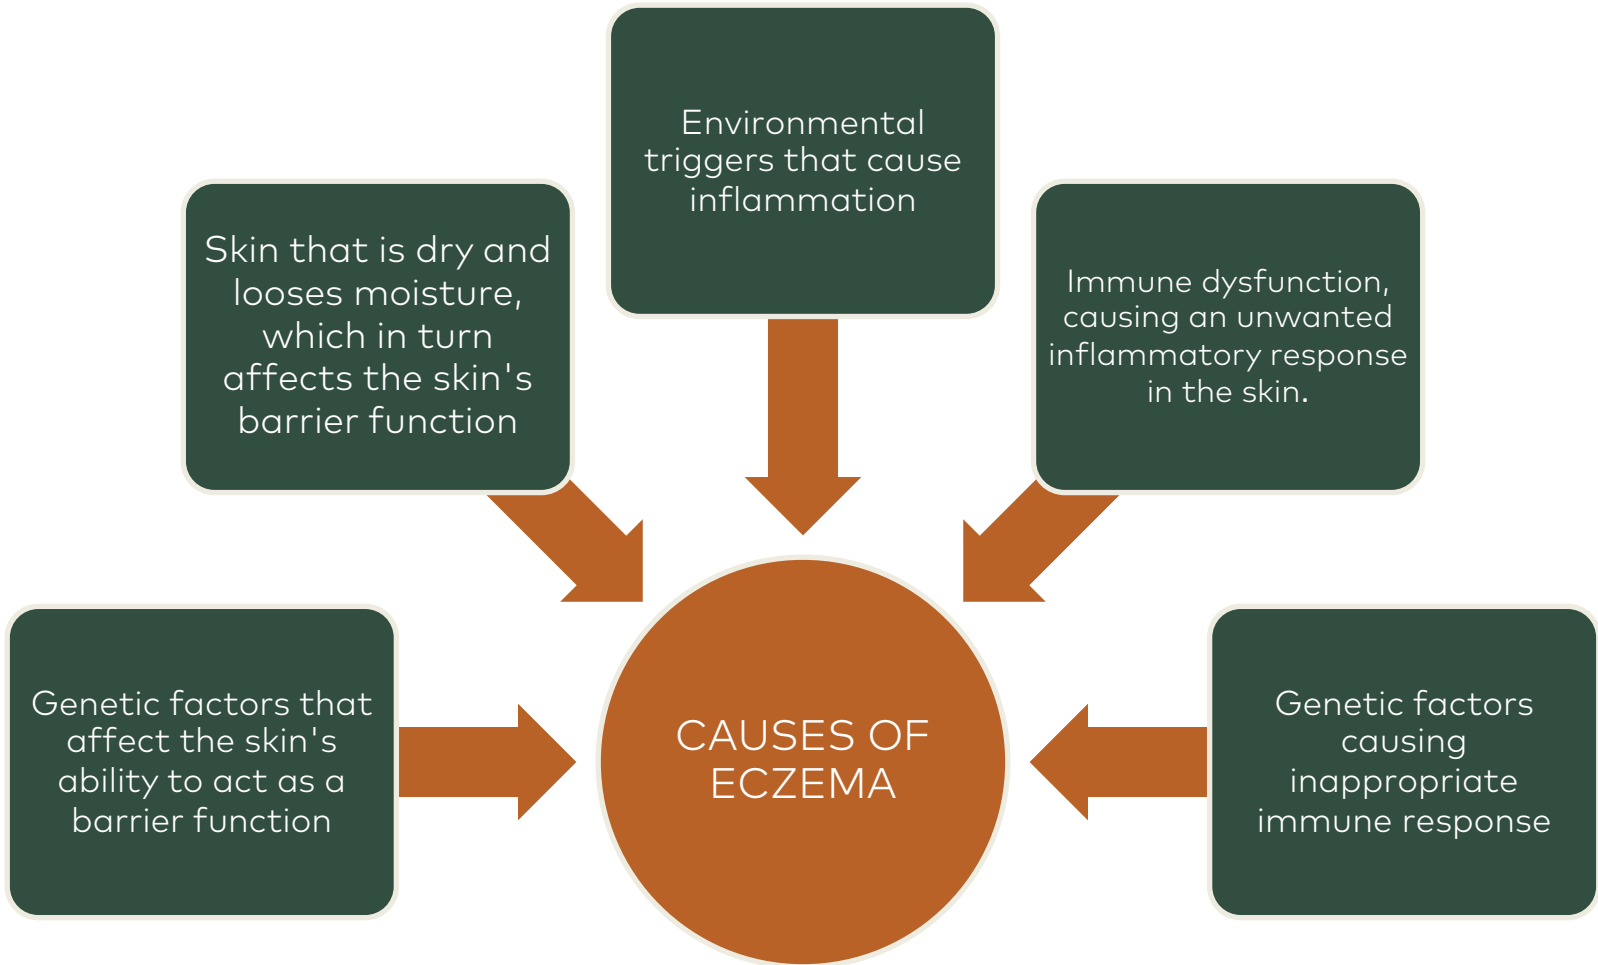 Environmental
triggers that cause
inflammation
Skin that is dry and
looses moisture,
which in turn
affects the skin's
barrier function
Immune dysfunction,
causing an unwanted
inflammatory response
in the skin.
Genetic factors that
affect the skin's
ability to act as a
barrier function
CAUSES OF
ECZEMA
Genetic factors
causing
inappropriate
immune response